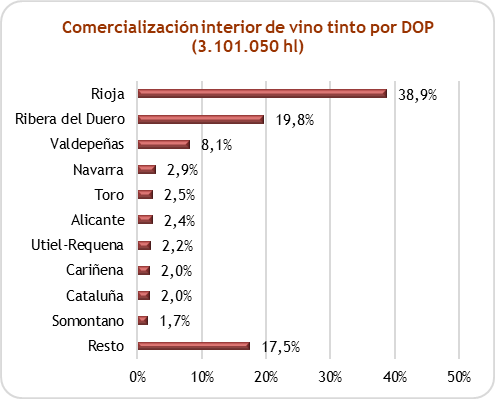 Comercialización interior de vino tinto por DOP
(3.101.050 hl)
Rioja 38,9%
Ribera del Duero 19,8%
Valdepeñas 8,1%
Navarra 2,9%
Toro 2,5%
Alicante 2,4%
Utiel-Requena 2,2%
Cariñena 2,0%
Cataluña 2,0%
Somontano 1,7%
Resto 17,5%
0% 10% 20% 30% 40% 50%